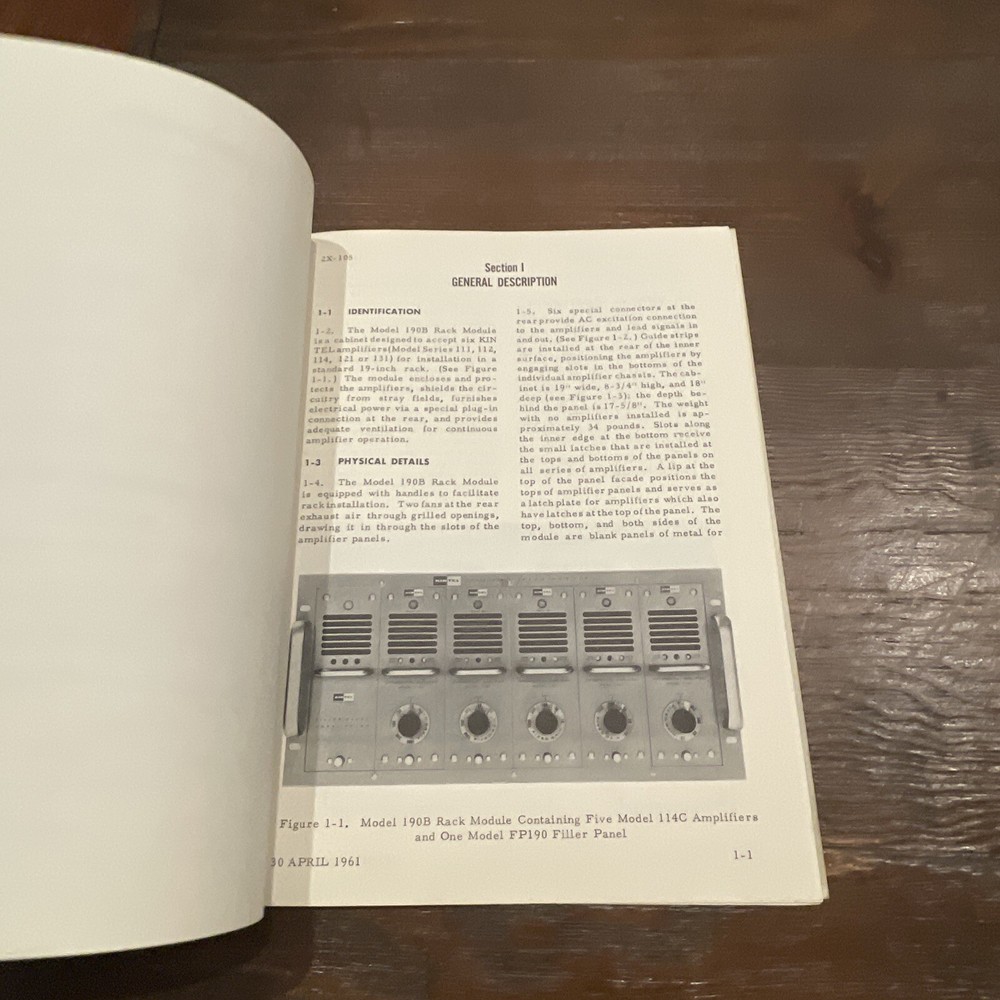 2X-105
Section I
GENERAL DESCRIPTION
1-1 IDENTIFICATION
1-2. The Model 190B Rack Module
is a cabinet designed to accept six KIN
TEL amplifiers (Model Series 111, 112,
114, 121 or 131) for installation in a
standard 19-inch rack. (See Figure
1-1.) The module encloses and pro-
tects the amplifiers, shields the cir-
cuitry from stray fields, furnishes
electrical power via a special plug-in
connection at the rear, and provides
adequate ventilation for continuous
amplifier operation.
1-3 PHYSICAL DETAILS
1-4. The Model 190B Rack Module
is equipped with handles to facilitate
rack installation. Two fans at the rear
exhaust air through grilled openings,
drawing it in through the slots of the
amplifier panels.
1-5. Six special connectors at the
rear provide AC excitation connection
to the amplifiers and lead signals in
and out. (See Figure 1-2.) Guide strips
are installed at the rear of the inner
surface, positioning the amplifiers by
engaging slots in the bottoms of the
individual amplifier chassis. The cab-
inet is 19" wide, 8-3/4" high, and 18"
deep (see Figure 1-3); the depth be-
hind the panel is 17-5/8". The weight
with no amplifiers installed is ap-
proximately 34 pounds. Slots along
the inner edge at the bottom receive
the small latches that are installed at
the tops and bottoms of the panels on
all series of amplifiers. A lip at the
top of the panel facade positions the
tops of amplifier panels and serves as
a latch plate for amplifiers which also
have latches at the top of the panel. The
top, bottom, and both sides of the
module are blank panels of metal for
Figure 1-1. Model 190B Rack Module Containing Five Model 114C Amplifiers
and One Model FP190 Filler Panel
30 APRIL 1961
1-1